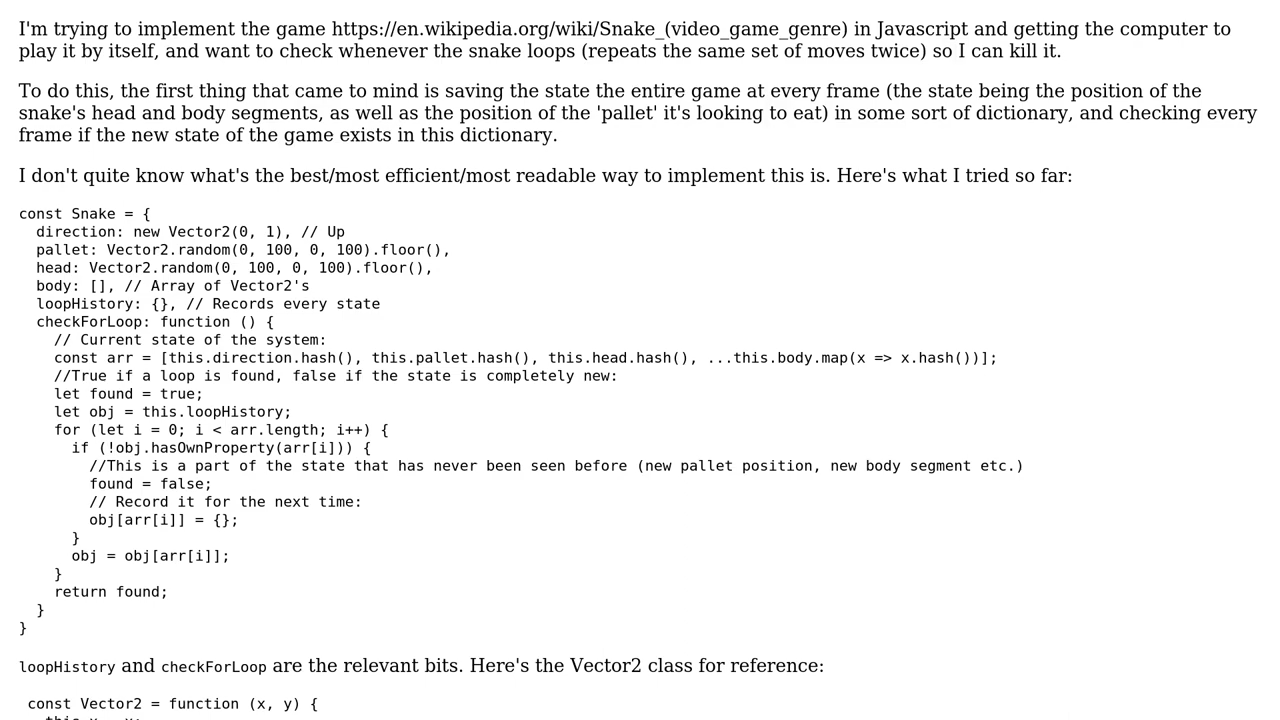 I'm trying to implement the game https://en.wikipedia.org/wiki/Snake_(video_game_genre) in Javascript and getting the computer to
play it by itself, and want to check whenever the snake loops (repeats the same set of moves twice) so I can kill it.
To do this, the first thing that came to mind is saving the state the entire game at every frame (the state being the position of the
snake's head and body segments, as well as the position of the 'pallet' it's looking to eat) in some sort of dictionary, and checking every
frame if the new state of the game exists in this dictionary.
I don't quite know what's the best/most efficient/most readable way to implement this is. Here's what I tried so far:
const Snake = {
  direction: new Vector2(0, 1), // Up
  pallet: Vector2.random(0, 100, 0, 100).floor(),
  head: Vector2.random(0, 100, 0, 100).floor(),
  body: [], // Array of Vector2's
  loopHistory: {}, // Records every state
  checkForLoop: function () {
    // Current state of the system:
    const arr = [this.direction.hash(), this.pallet.hash(), this.head.hash(), ...this.body.map(x => x.hash())];
    //True if a loop is found, false if the state is completely new:
    let found = true;
    let obj = this.loopHistory;
    for (let i = 0; i < arr.length; i++) {
      if (!obj.hasOwnProperty(arr[i])) {
        //This is a part of the state that has never been seen before (new pallet position, new body segment etc.)
        found = false;
        // Record it for the next time:
        obj[arr[i]] = {};
      }
      obj = obj[arr[i]];
    }
    return found;
  }
}
loopHistory and checkForLoop are the relevant bits. Here's the Vector2 class for reference:
const Vector2 = function (x, y) {